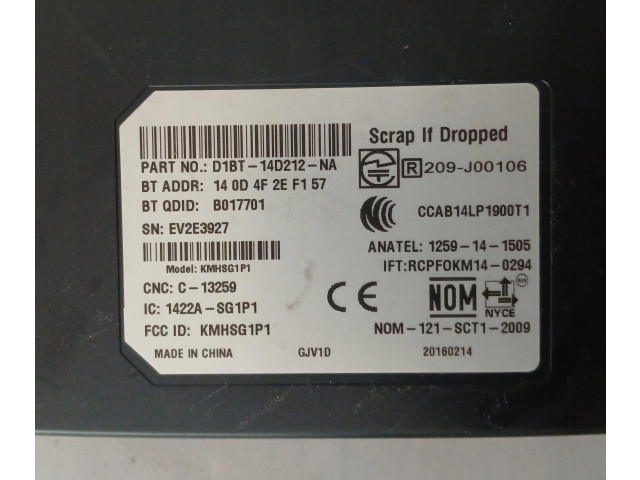 Scrap If Dropped
PART NO.: D1BT-14D212-NA
R 209-J00106
BT ADDR: 14 0D 4F 2E F1 57
BT QDID: B017701
CCAB14LP1900T1
SN: EV2E3927
ANATEL: 1259-14-1505
Model: KMHSG1P1
IFT:RCPFOKM14-0294
CNC: C-13259
CE
NOM
NYCE
IC: 1422A-SG1P1
FCC ID: KMHSG1P1
NOM-121-SCT1-2009
MADE IN CHINA
GJV1D
20160214